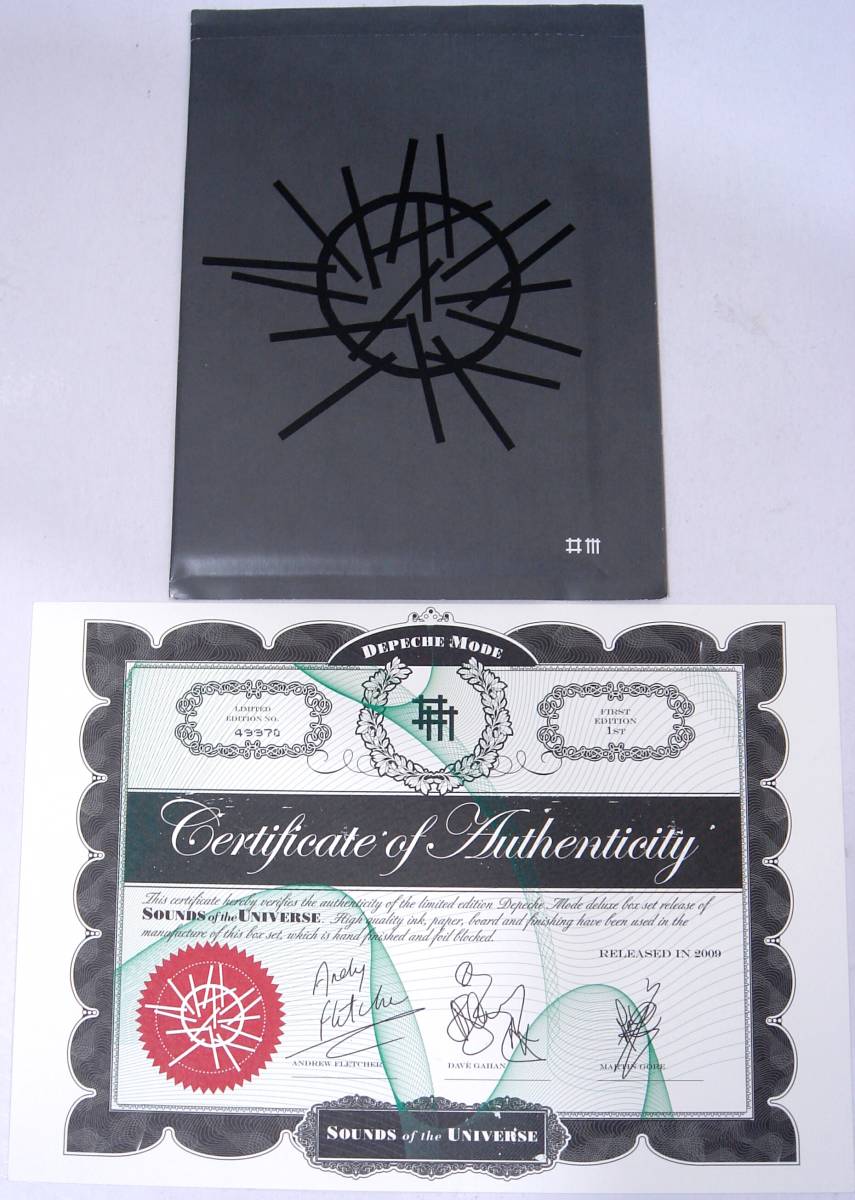 DEPECHE MODE
LIMITED
EDITION NO.
49970
FIRST
EDITION
1ST
Certificate of Authenticity
This certificate hereby verifies the authenticity of the limited edition Depeche Mode deluxe box set release of
SOUNDS of the UNIVERSE. High quality ink, paper, board and finishing have been used in the
manufacture of this box set, which is hand finished and foil blocked.
RELEASED IN 2009
Andy
Fletcher
ANDREW FLETCHER
DAVE GAHAN
MARTIN GORE
SOUNDS of the UNIVERSE